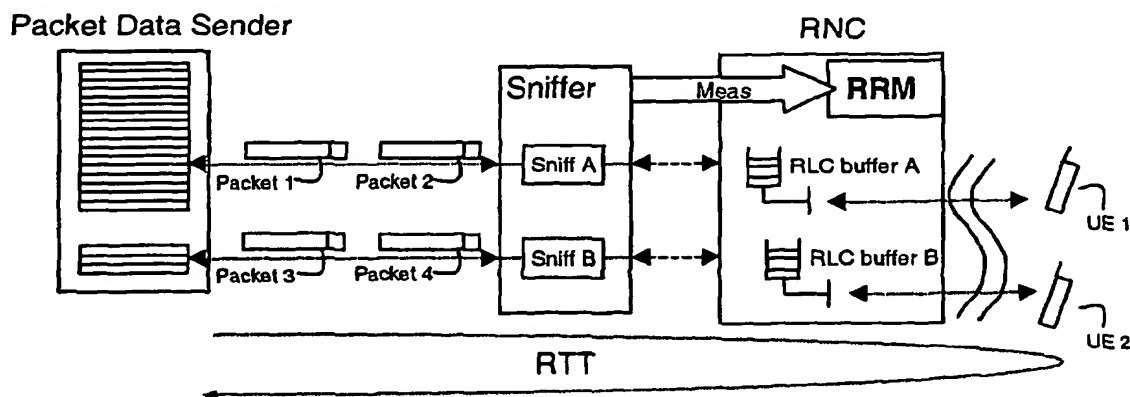 Packet Data Sender
RNC
Sniffer
Meas
RRM
Packet 1
Packet 2
Sniff A
RLC buffer A
UE 1
Packet 3
Packet 4
Sniff B
RLC buffer B
UE 2
RTT